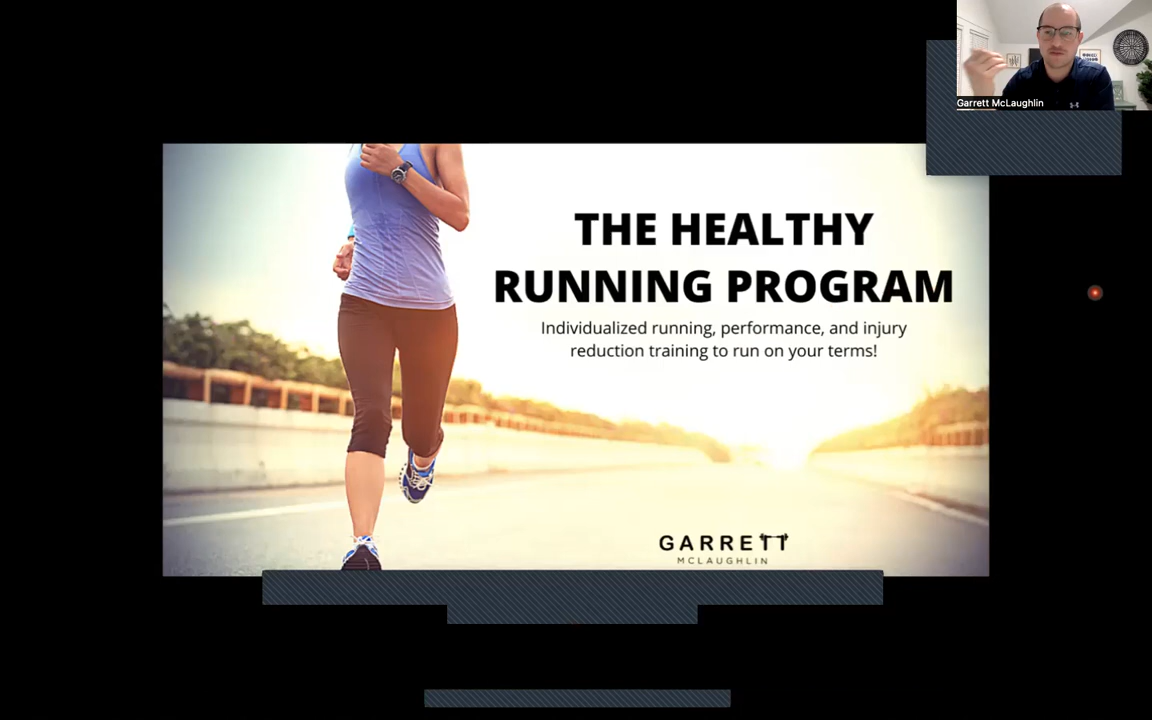 Garrett McLaughlin
THE HEALTHY
RUNNING PROGRAM
Individualized running, performance, and injury
reduction training to run on your terms!
GARRETT
MCLAUGHLIN